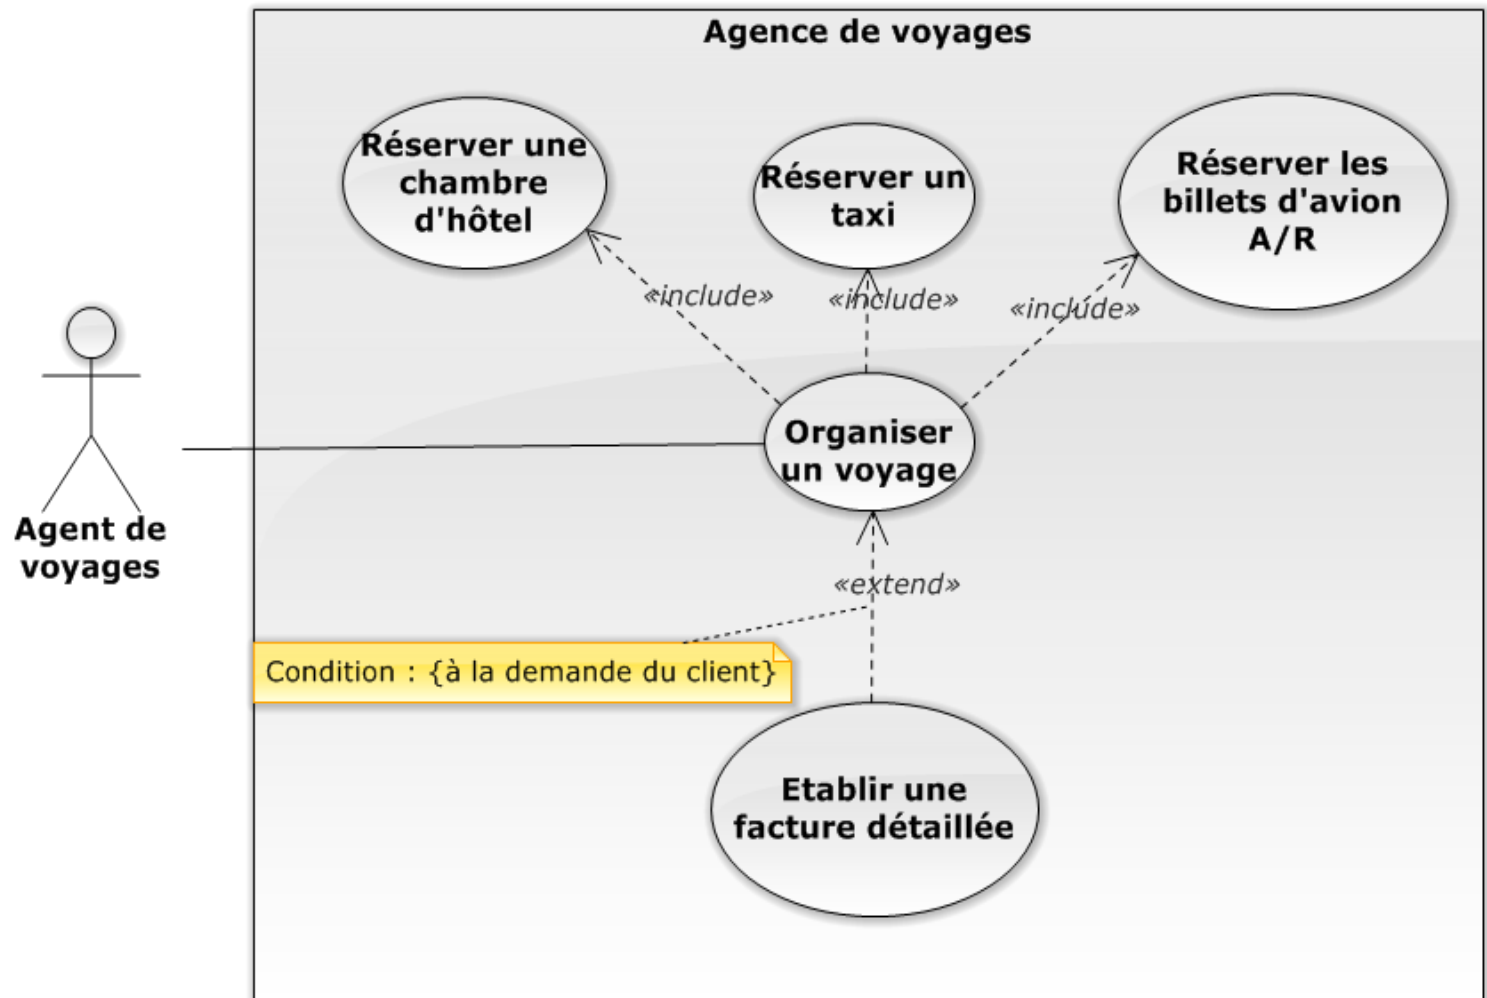 Agence de voyages
Réserver une
chambre
d'hôtel
Réserver un
taxi
Réserver les
billets d'avion
A/R
«include»
«include»
«include»
Organiser
un voyage
Agent de
voyages
«extend»
Condition : {à la demande du client}
Etablir une
facture détaillée